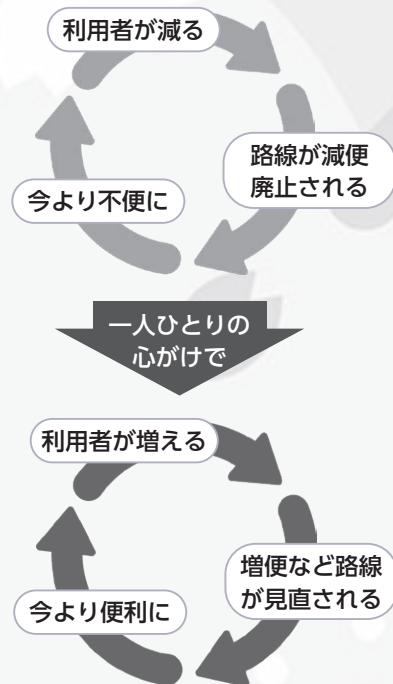 利用者が減る
路線が減便
廃止される
今より不便に
一人ひとりの
心がけで
利用者が増える
増便など路線
が見直される
今より便利に